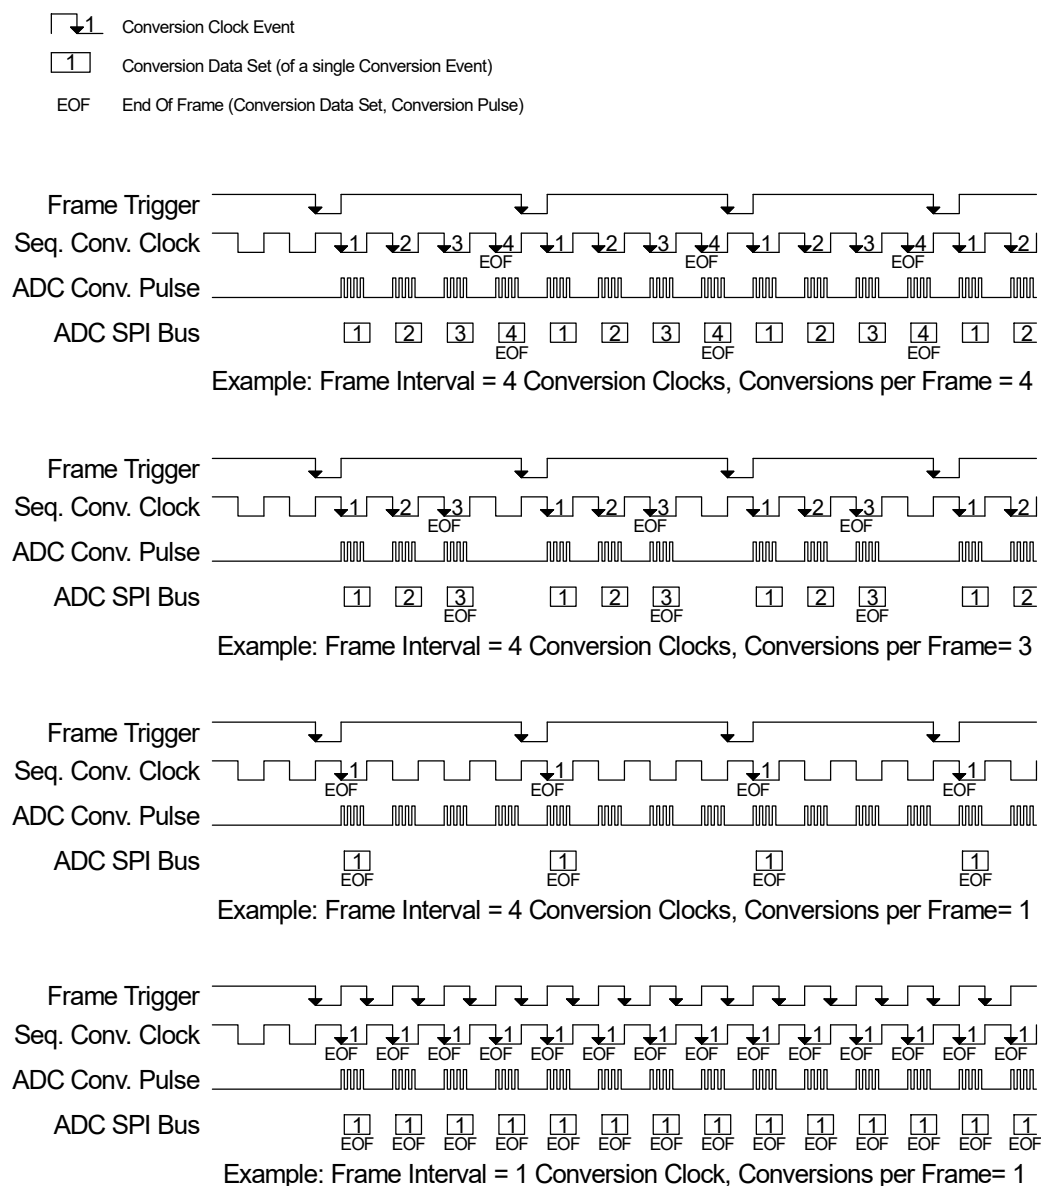 1 Conversion Clock Event
1 Conversion Data Set (of a single Conversion Event)
EOF End Of Frame (Conversion Data Set, Conversion Pulse)
Frame Trigger
Seq. Conv. Clock 1 2 3 4 1 2 3 4 1 2 3 4 1 2
EOF EOF EOF
ADC Conv. Pulse
ADC SPI Bus 1 2 3 4 1 2 3 4 1 2 3 4 1 2
EOF EOF EOF
Example: Frame Interval = 4 Conversion Clocks, Conversions per Frame = 4
Frame Trigger
Seq. Conv. Clock 1 2 3 1 2 3 1 2 3 1 2
EOF EOF EOF
ADC Conv. Pulse
ADC SPI Bus 1 2 3 1 2 3 1 2 3 1 2
EOF EOF EOF
Example: Frame Interval = 4 Conversion Clocks, Conversions per Frame= 3
Frame Trigger
Seq. Conv. Clock 1 1 1 1
EOF EOF EOF EOF
ADC Conv. Pulse
ADC SPI Bus 1 1 1 1
EOF EOF EOF EOF
Example: Frame Interval = 4 Conversion Clocks, Conversions per Frame= 1
Frame Trigger
Seq. Conv. Clock 1 1 1 1 1 1 1 1 1 1 1 1 1 1
EOF EOF EOF EOF EOF EOF EOF EOF EOF EOF EOF EOF EOF EOF
ADC Conv. Pulse
ADC SPI Bus 1 1 1 1 1 1 1 1 1 1 1 1 1 1
EOF EOF EOF EOF EOF EOF EOF EOF EOF EOF EOF EOF EOF EOF
Example: Frame Interval = 1 Conversion Clock, Conversions per Frame= 1